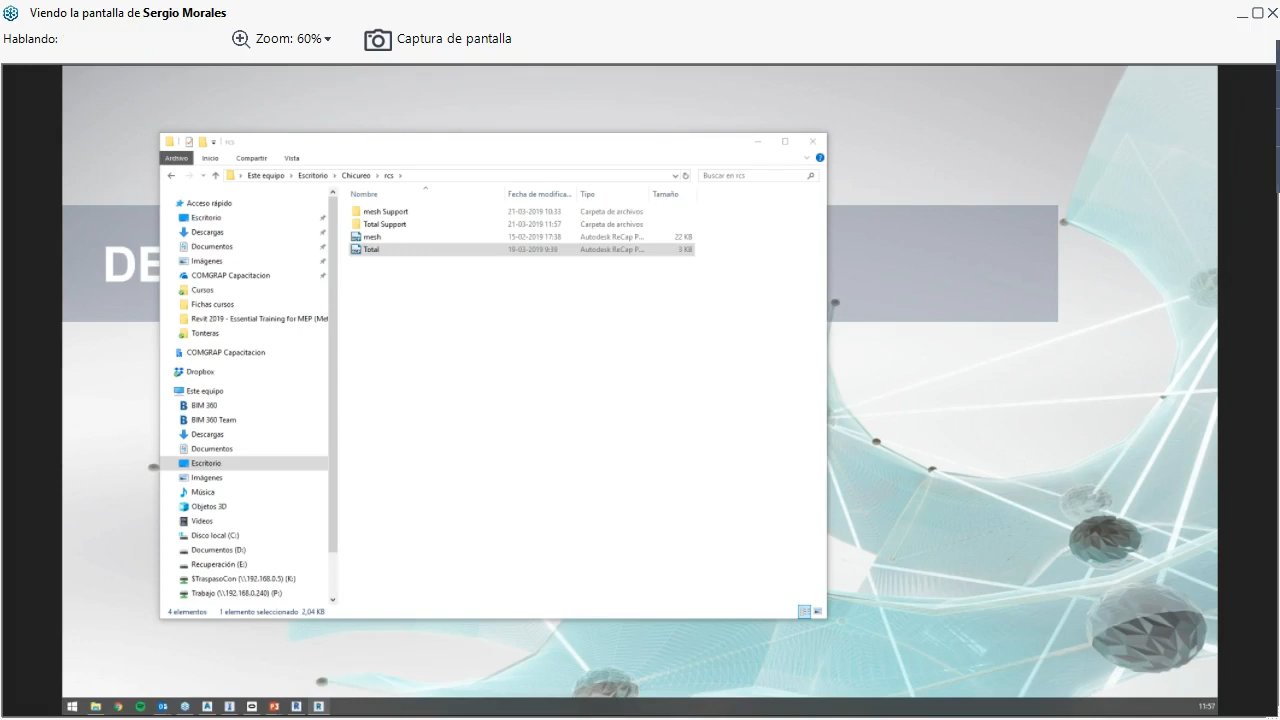 Viendo la pantalla de Sergio Morales
Hablando:
Zoom: 60%
Captura de pantalla
rcs
Archivo Inicio Compartir Vista
Este equipo > Escritorio > Chicureo > rcs >
Buscar en rcs
Nombre Fecha de modifica... Tipo Tamaño
mesh Support 21-03-2019 10:33 Carpeta de archivos
Total Support 21-03-2019 11:57 Carpeta de archivos
mesh 15-02-2019 17:38 Autodesk ReCap P... 22 KB
Total 19-03-2019 9:39 Autodesk ReCap P... 3 KB
Acceso rápido
Escritorio
Descargas
Documentos
Imágenes
COMGRAP Capacitacion
Cursos
Fichas cursos
Revit 2019 - Essential Training for MEP (Met
Tonteras
COMGRAP Capacitacion
Dropbox
Este equipo
BIM 360
BIM 360 Team
Descargas
Documentos
Escritorio
Imágenes
Música
Objetos 3D
Vídeos
Disco local (C:)
Documentos (D:)
Recuperación (E:)
$TraspasoCon (\\192.168.0.5) (K:)
Trabajo (\\192.168.0.240) (P:)
4 elementos 1 elemento seleccionado 2,04 KB
DE
11:57